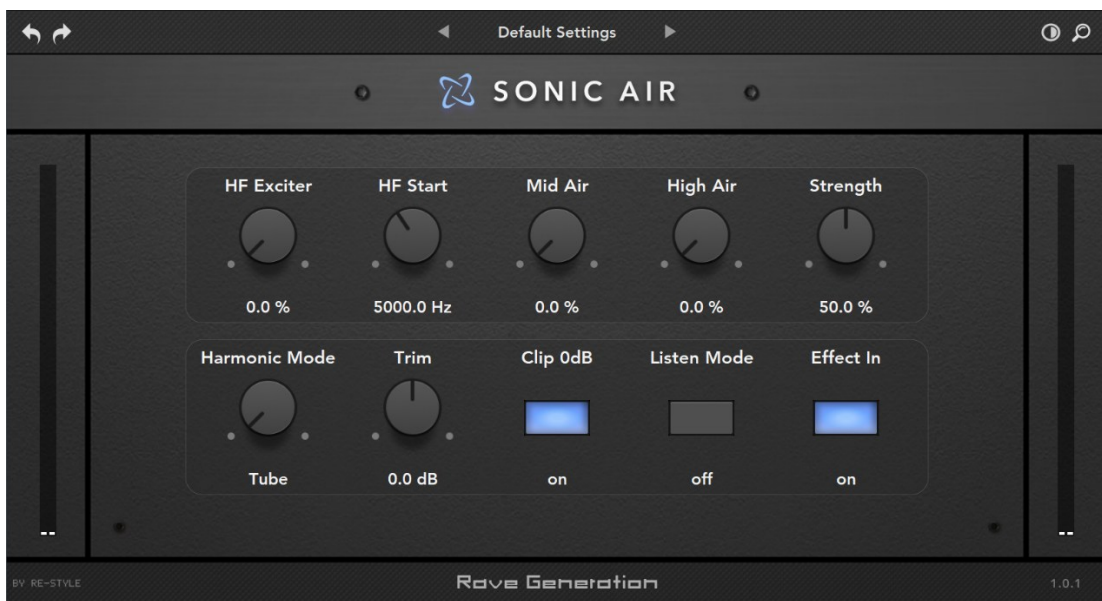 Default Settings
SONIC AIR
HF Exciter HF Start Mid Air High Air Strength
0.0 % 5000.0 Hz 0.0 % 0.0 % 50.0 %
Harmonic Mode Trim Clip 0dB Listen Mode Effect In
Tube 0.0 dB on off on
-- --
BY RE-STYLE Rave Generation 1.0.1